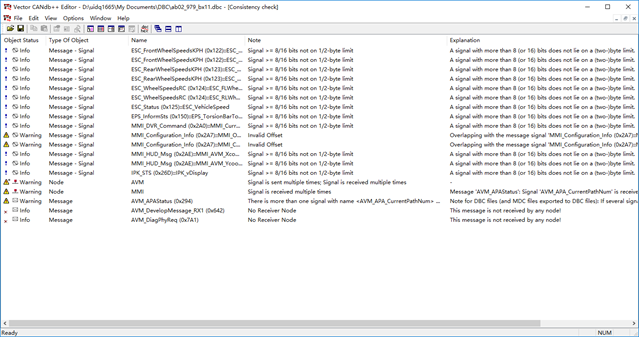 Vector CANdb++ Editor - D:\uidq1665\My Documents\DBC\ab02_979_bx11.dbc - [Consistency check]
File Edit View Options Window Help
Object Status Type Of Object Name Note Explanation
Info Message - Signal ESC_FrontWheelSpeedsKPH (0x122)::ESC_... Signal >= 8/16 bits not on 1/2-byte limit A signal with more than 8 (or 16) bits does not lie on a (two-)byte limit.
Info Message - Signal ESC_FrontWheelSpeedsKPH (0x122)::ESC_... Signal >= 8/16 bits not on 1/2-byte limit A signal with more than 8 (or 16) bits does not lie on a (two-)byte limit.
Info Message - Signal ESC_RearWheelSpeedsKPH (0x123)::ESC_... Signal >= 8/16 bits not on 1/2-byte limit A signal with more than 8 (or 16) bits does not lie on a (two-)byte limit.
Info Message - Signal ESC_RearWheelSpeedsKPH (0x123)::ESC_... Signal >= 8/16 bits not on 1/2-byte limit A signal with more than 8 (or 16) bits does not lie on a (two-)byte limit.
Info Message - Signal ESC_WheelSpeedsRC (0x124)::ESC_RLWhe... Signal >= 8/16 bits not on 1/2-byte limit A signal with more than 8 (or 16) bits does not lie on a (two-)byte limit.
Info Message - Signal ESC_WheelSpeedsRC (0x124)::ESC_FLWhe... Signal >= 8/16 bits not on 1/2-byte limit A signal with more than 8 (or 16) bits does not lie on a (two-)byte limit.
Info Message - Signal ESC_Status (0x125)::ESC_VehicleSpeed Signal >= 8/16 bits not on 1/2-byte limit A signal with more than 8 (or 16) bits does not lie on a (two-)byte limit.
Info Message - Signal EPS_InformSts (0x150)::EPS_TorsionBarTo... Signal >= 8/16 bits not on 1/2-byte limit A signal with more than 8 (or 16) bits does not lie on a (two-)byte limit.
Info Message - Signal MMI_DVR_Command (0x2A0)::MMI_Curr... Signal >= 8/16 bits not on 1/2-byte limit A signal with more than 8 (or 16) bits does not lie on a (two-)byte limit.
Warning Message - Signal MMI_Configuration_Info (0x2A7)::MMI_O... Invalid Offset Overlapping with the message signal 'MMI_Configuration_Info (0x2A7)::M
Warning Message - Signal MMI_Configuration_Info (0x2A7)::MMI_C... Invalid Offset Overlapping with the message signal 'MMI_Configuration_Info (0x2A7)::M
Info Message - Signal MMI_HUD_Msg (0x2AE)::MMI_AVM_Xcoo... Signal >= 8/16 bits not on 1/2-byte limit A signal with more than 8 (or 16) bits does not lie on a (two-)byte limit.
Info Message - Signal MMI_HUD_Msg (0x2AE)::MMI_AVM_Ycoo... Signal >= 8/16 bits not on 1/2-byte limit A signal with more than 8 (or 16) bits does not lie on a (two-)byte limit.
Info Message - Signal IPK_STS (0x26D)::IPK_vDisplay Signal >= 8/16 bits not on 1/2-byte limit A signal with more than 8 (or 16) bits does not lie on a (two-)byte limit.
Warning Node AVM Signal is sent multiple times; Signal is received multiple times -
Warning Node MMI Signal is received multiple times Message 'AVM_APAStatus': Signal 'AVM_APA_CurrentPathNum' is receive
Warning Message AVM_APAStatus (0x294) There is more than one signal with name <AVM_APA_CurrentPathNum> ... Note for DBC files (and MDC files exported to DBC files): If several signal
Info Message AVM_DevelopMessage_RX1 (0x642) No Receiver Node This message is not received by any node!
Info Message AVM_DiagPhyReq (0x7A1) No Receiver Node This message is not received by any node!
Ready NUM